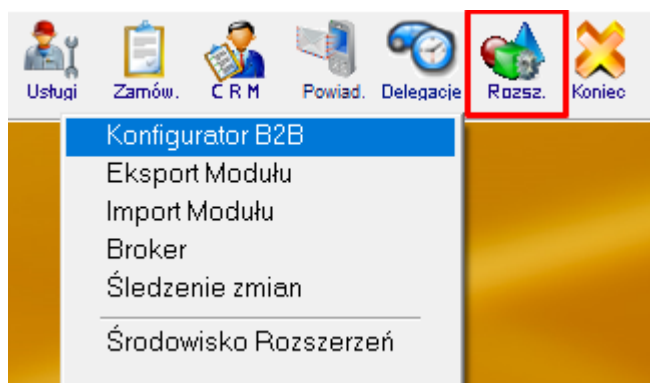 Usługi Zamów. C R M Powiad. Delegacje Rozsz. Koniec
Konfigurator B2B
Eksport Modułu
Import Modułu
Broker
Śledzenie zmian
Środowisko Rozszerzeń